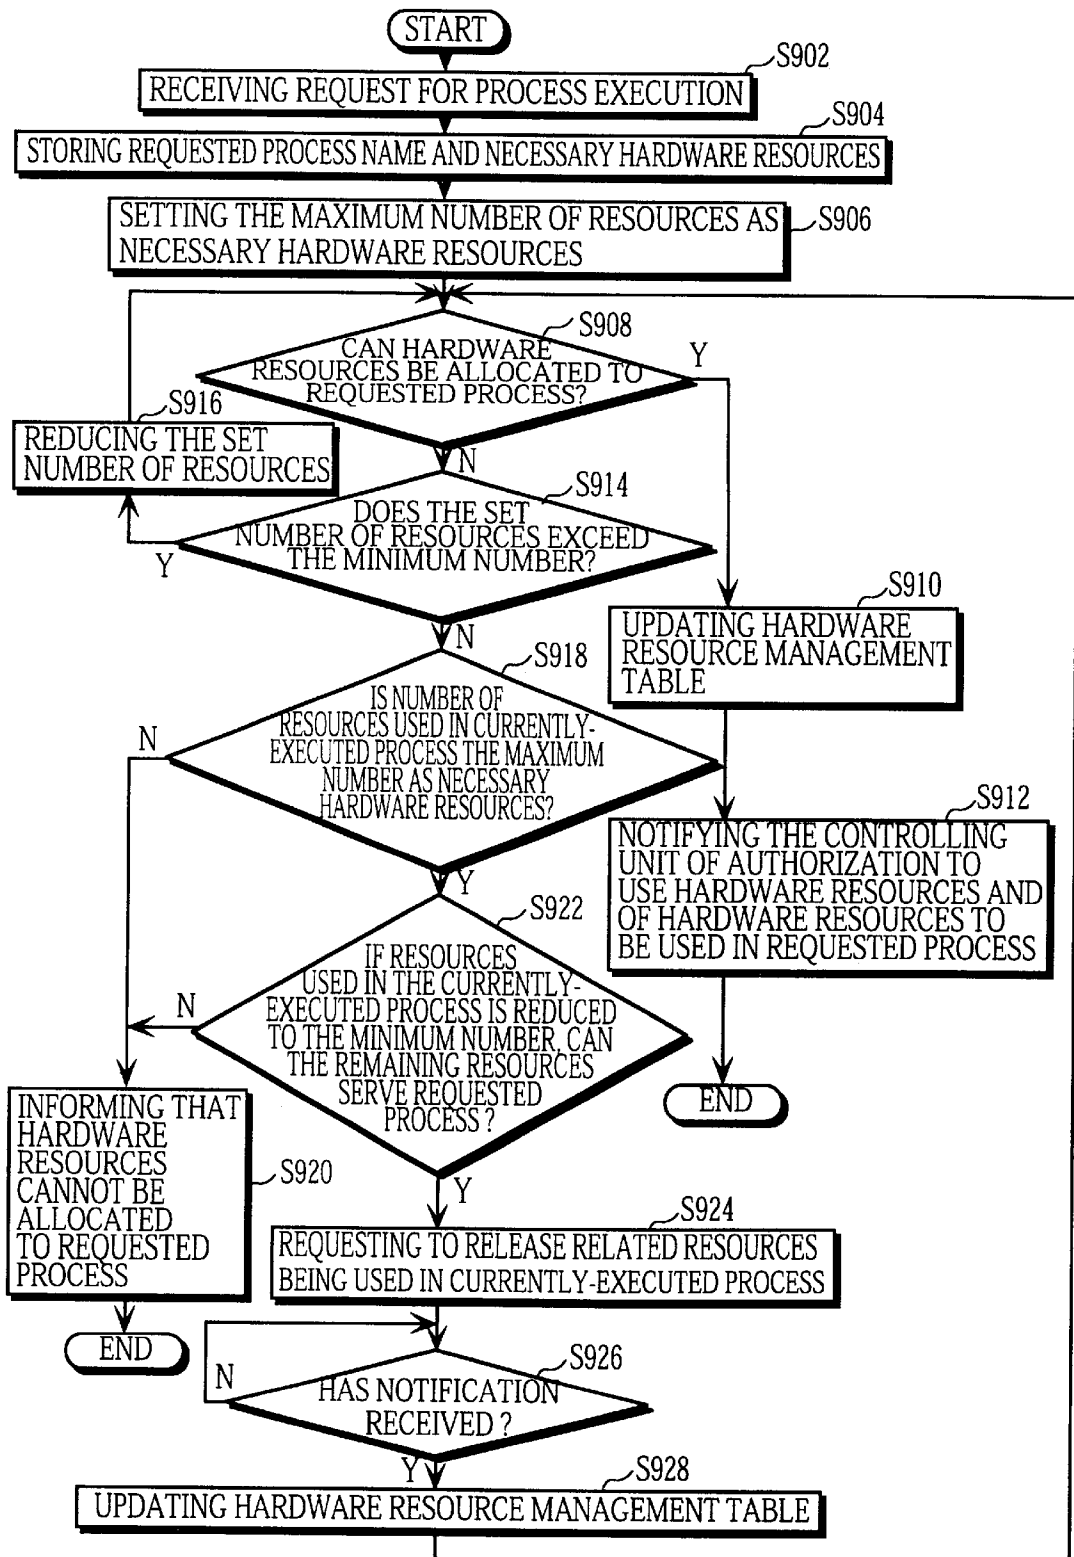 START
S902
RECEIVING REQUEST FOR PROCESS EXECUTION
S904
STORING REQUESTED PROCESS NAME AND NECESSARY HARDWARE RESOURCES
SETTING THE MAXIMUM NUMBER OF RESOURCES AS
NECESSARY HARDWARE RESOURCES
S906
S908
CAN HARDWARE
RESOURCES BE ALLOCATED TO
REQUESTED PROCESS?
Y
N
S916
REDUCING THE SET
NUMBER OF RESOURCES
S914
DOES THE SET
NUMBER OF RESOURCES EXCEED
THE MINIMUM NUMBER?
Y
N
S910
UPDATING HARDWARE
RESOURCE MANAGEMENT
TABLE
S918
IS NUMBER OF
RESOURCES USED IN CURRENTLY-
EXECUTED PROCESS THE MAXIMUM
NUMBER AS NECESSARY
HARDWARE RESOURCES?
N
Y
S912
NOTIFYING THE CONTROLLING
UNIT OF AUTHORIZATION TO
USE HARDWARE RESOURCES AND
OF HARDWARE RESOURCES TO
BE USED IN REQUESTED PROCESS
END
S922
IF RESOURCES
USED IN THE CURRENTLY-
EXECUTED PROCESS IS REDUCED
TO THE MINIMUM NUMBER, CAN
THE REMAINING RESOURCES
SERVE REQUESTED
PROCESS ?
N
Y
INFORMING THAT
HARDWARE
RESOURCES
CANNOT BE
ALLOCATED
TO REQUESTED
PROCESS
S920
END
S924
REQUESTING TO RELEASE RELATED RESOURCES
BEING USED IN CURRENTLY-EXECUTED PROCESS
S926
HAS NOTIFICATION
RECEIVED ?
N
Y
S928
UPDATING HARDWARE RESOURCE MANAGEMENT TABLE